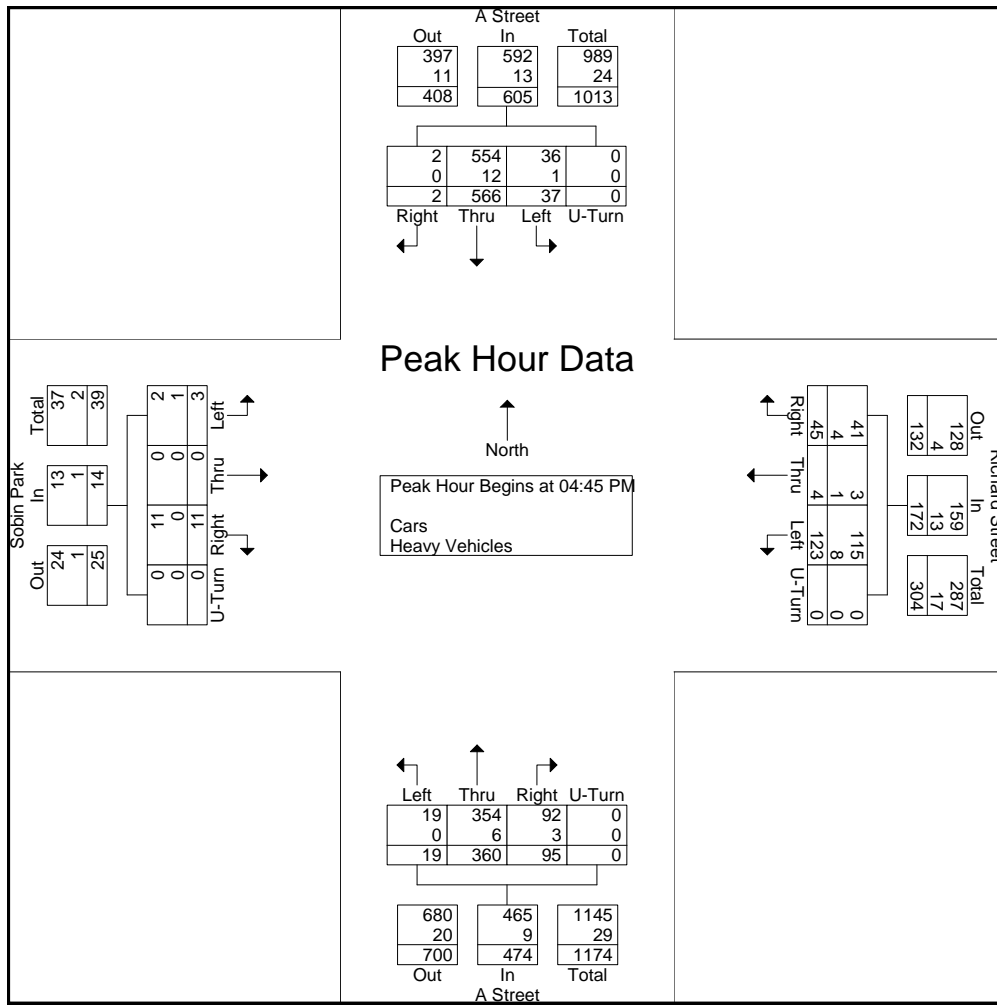 A Street
Out In Total
397 592 989
11 13 24
408 605 1013
2 554 36 0
0 12 1 0
2 566 37 0
Right Thru Left U-Turn
Peak Hour Data
North
Peak Hour Begins at 04:45 PM
Cars
Heavy Vehicles
Sobin Park
Out In Total
24 13 37
1 1 2
25 14 39
11 0 2
0 0 0 1
0 11 0 3
U-Turn Right Thru Left
Richard Street
Out In Total
128 159 287
4 13 17
132 172 304
41 3 115 0
4 1 8 0
45 4 123 0
Right Thru Left U-Turn
Left Thru Right U-Turn
19 354 92 0
0 6 3 0
19 360 95 0
680 465 1145
20 9 29
700 474 1174
Out In Total
A Street